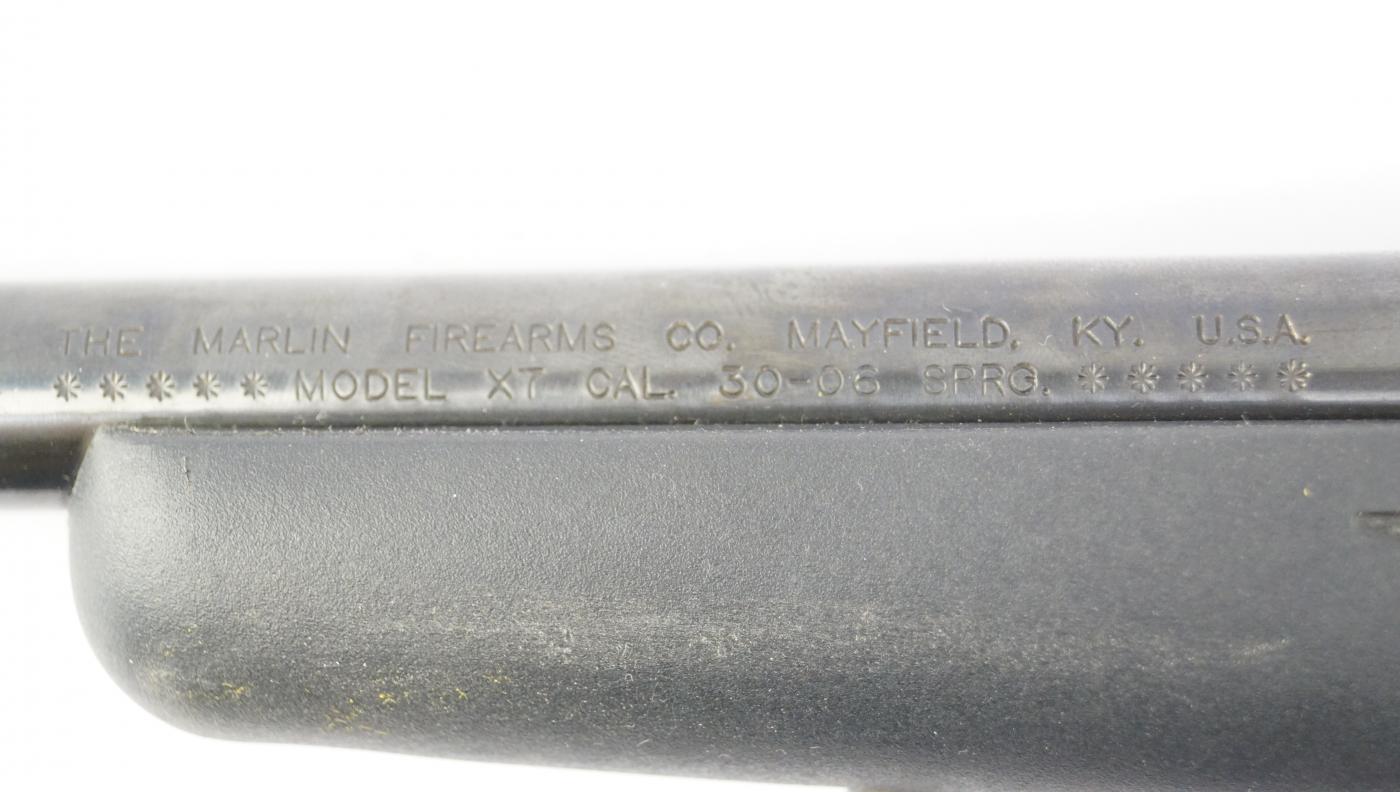 THE MARLIN FIREARMS CO. MAYFIELD, KY. U.S.A.
***** MODEL X7 CAL. 30-06 SPRG. *****